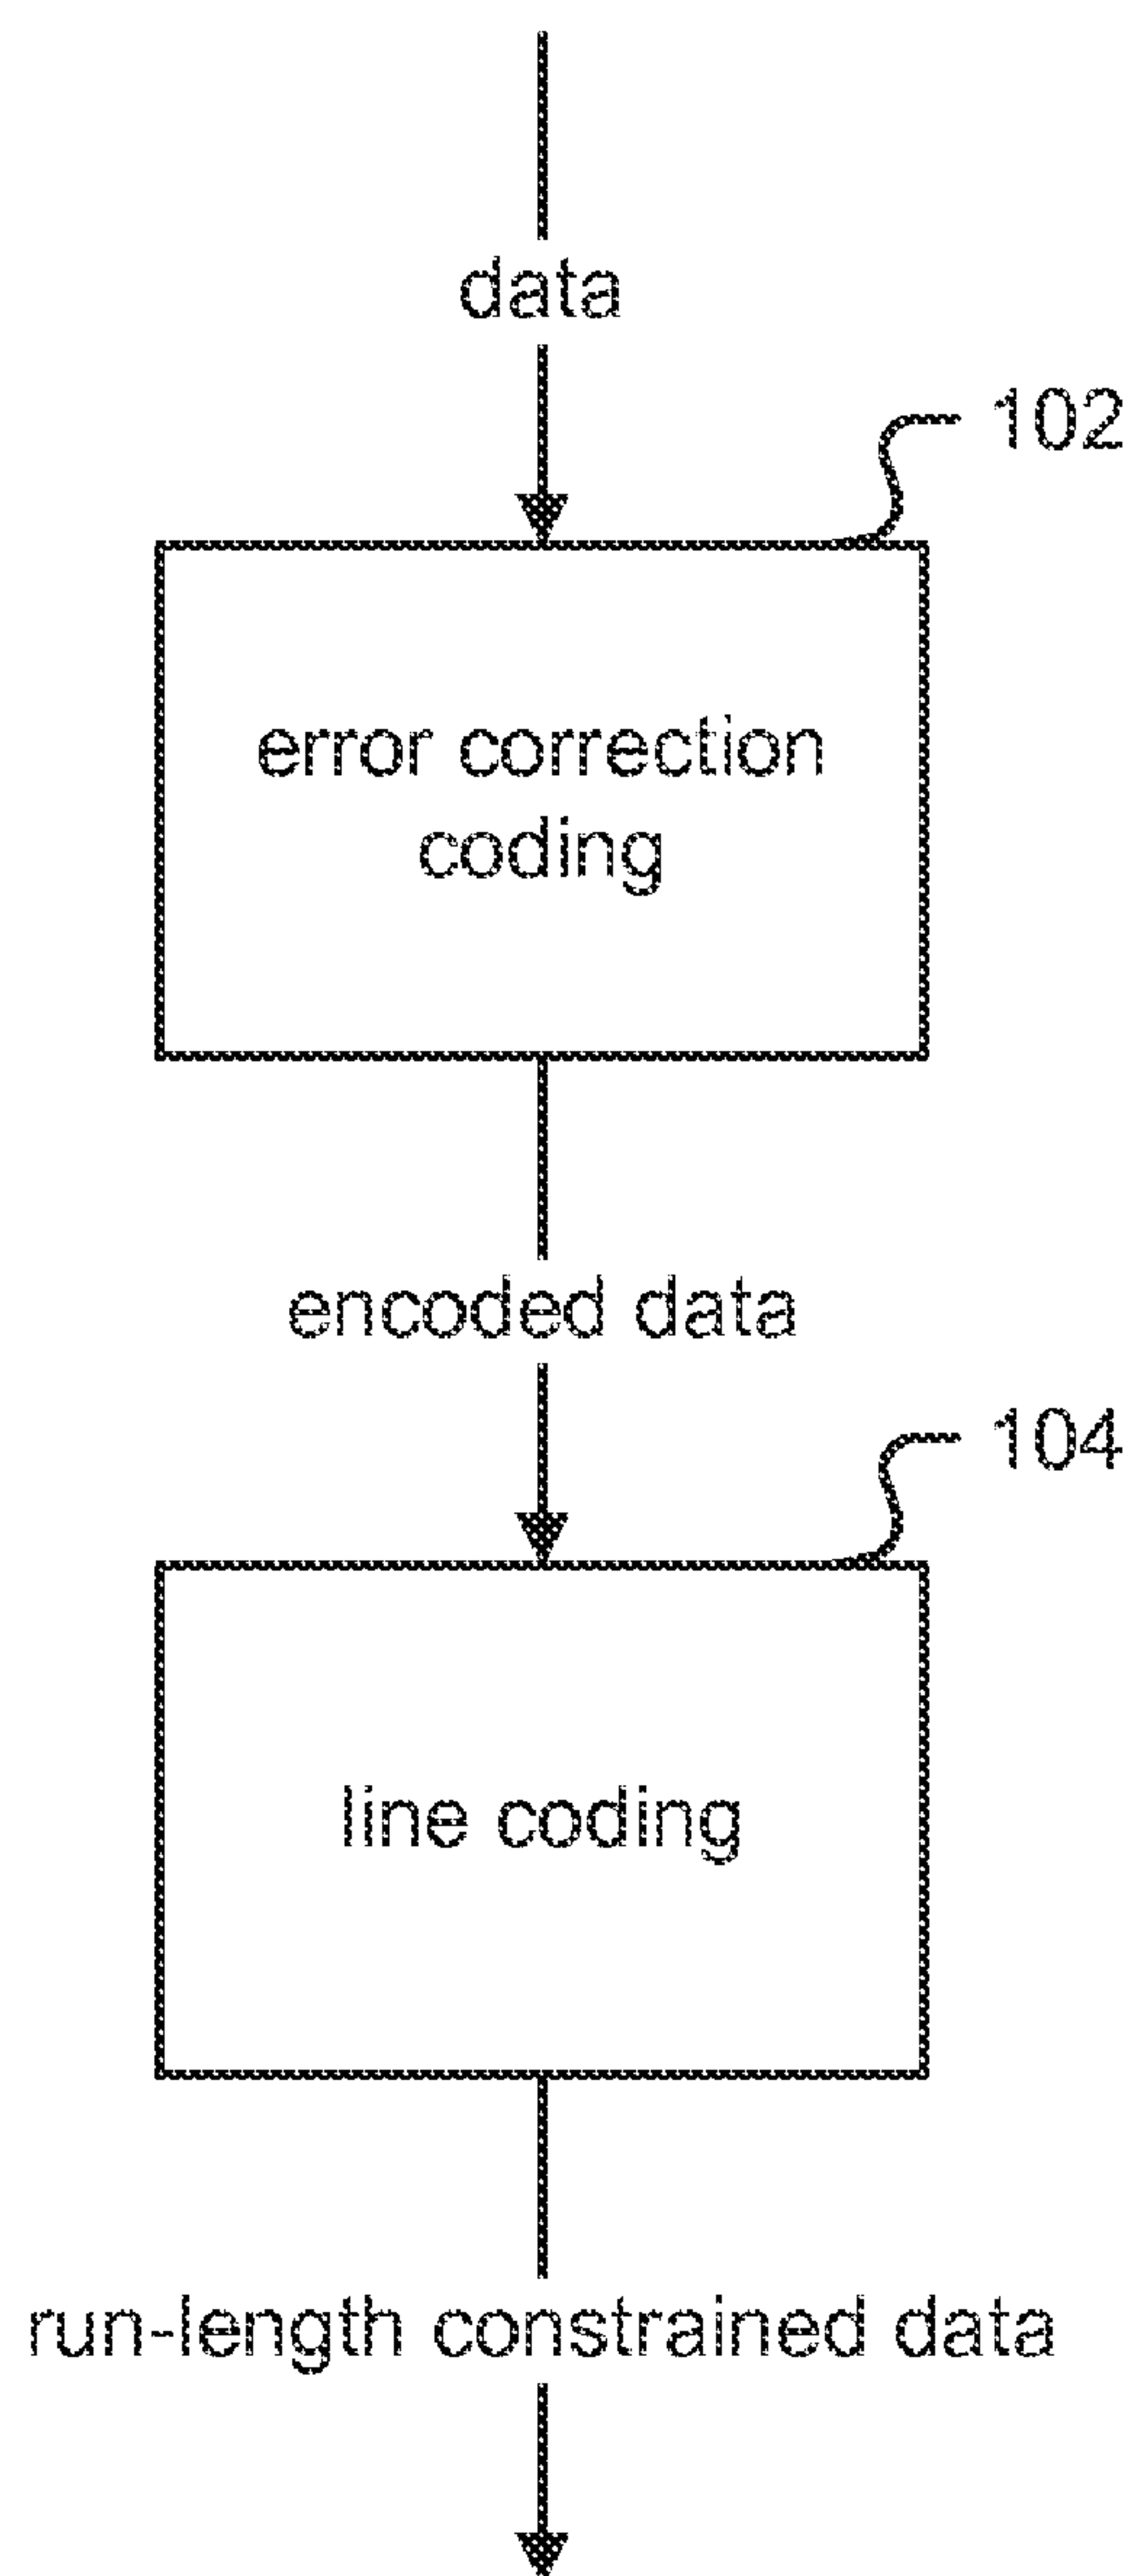 data
102
error correction
coding
encoded data
104
line coding
run-length constrained data